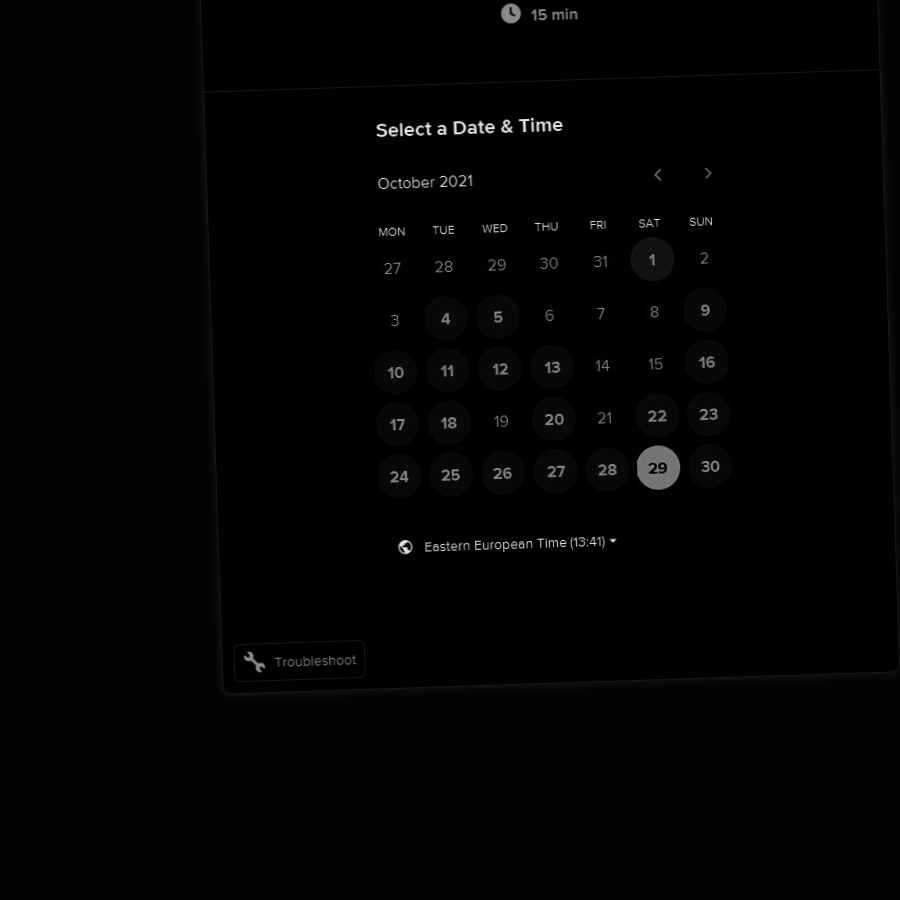 15 min
Select a Date & Time
October 2021
MON TUE WED THU FRI SAT SUN
27 28 29 30 31 1 2
3 4 5 6 7 8 9
10 11 12 13 14 15 16
17 18 19 20 21 22 23
24 25 26 27 28 29 30
Eastern European Time (13:41)
Troubleshoot